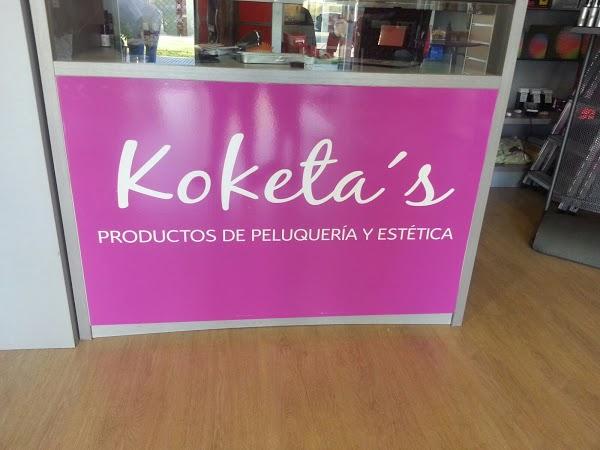 Koketa´s
PRODUCTOS DE PELUQUERÍA Y ESTÉTICA